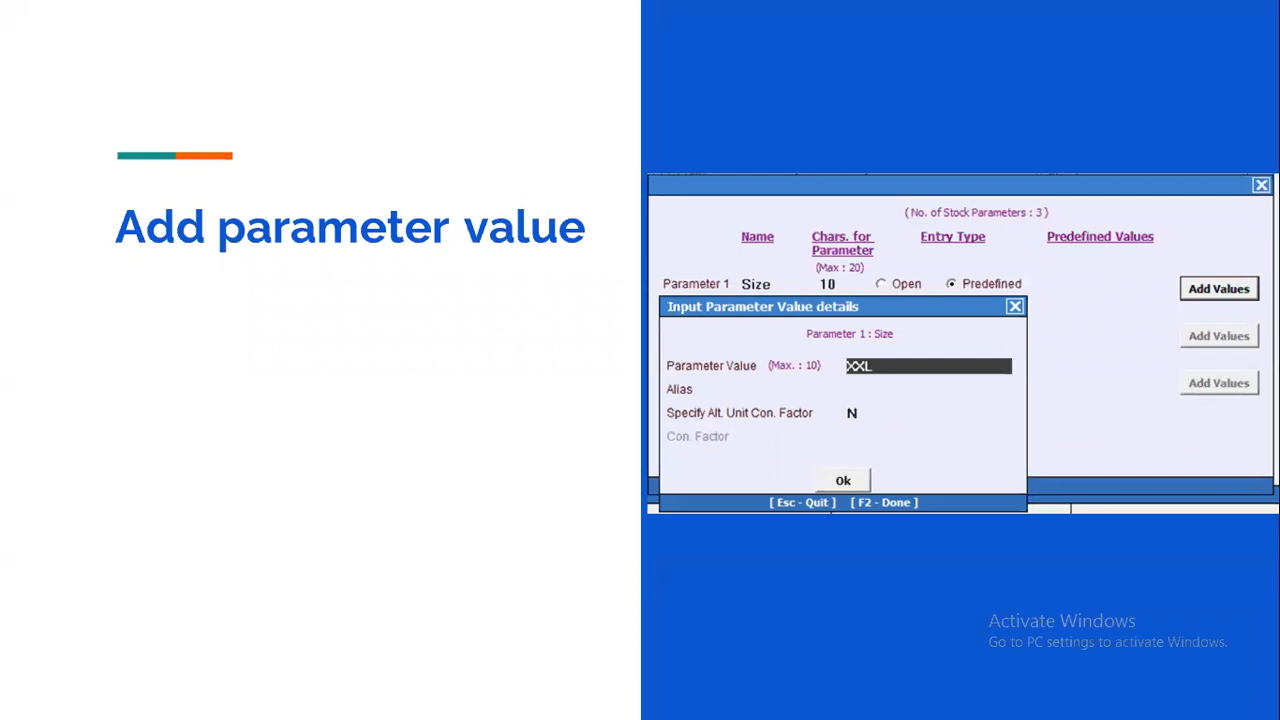 Add parameter value
( No. of Stock Parameters : 3 )
Name Chars. for Parameter Entry Type Predefined Values
(Max : 20)
Parameter 1 Size 10 Open Predefined Add Values
Input Parameter Value details
Parameter 1 : Size
Add Values
Parameter Value (Max. : 10) XXL
Alias
Add Values
Specify Alt. Unit Con. Factor N
Con. Factor
Ok
[ Esc - Quit ] [ F2 - Done ]
Activate Windows
Go to PC settings to activate Windows.